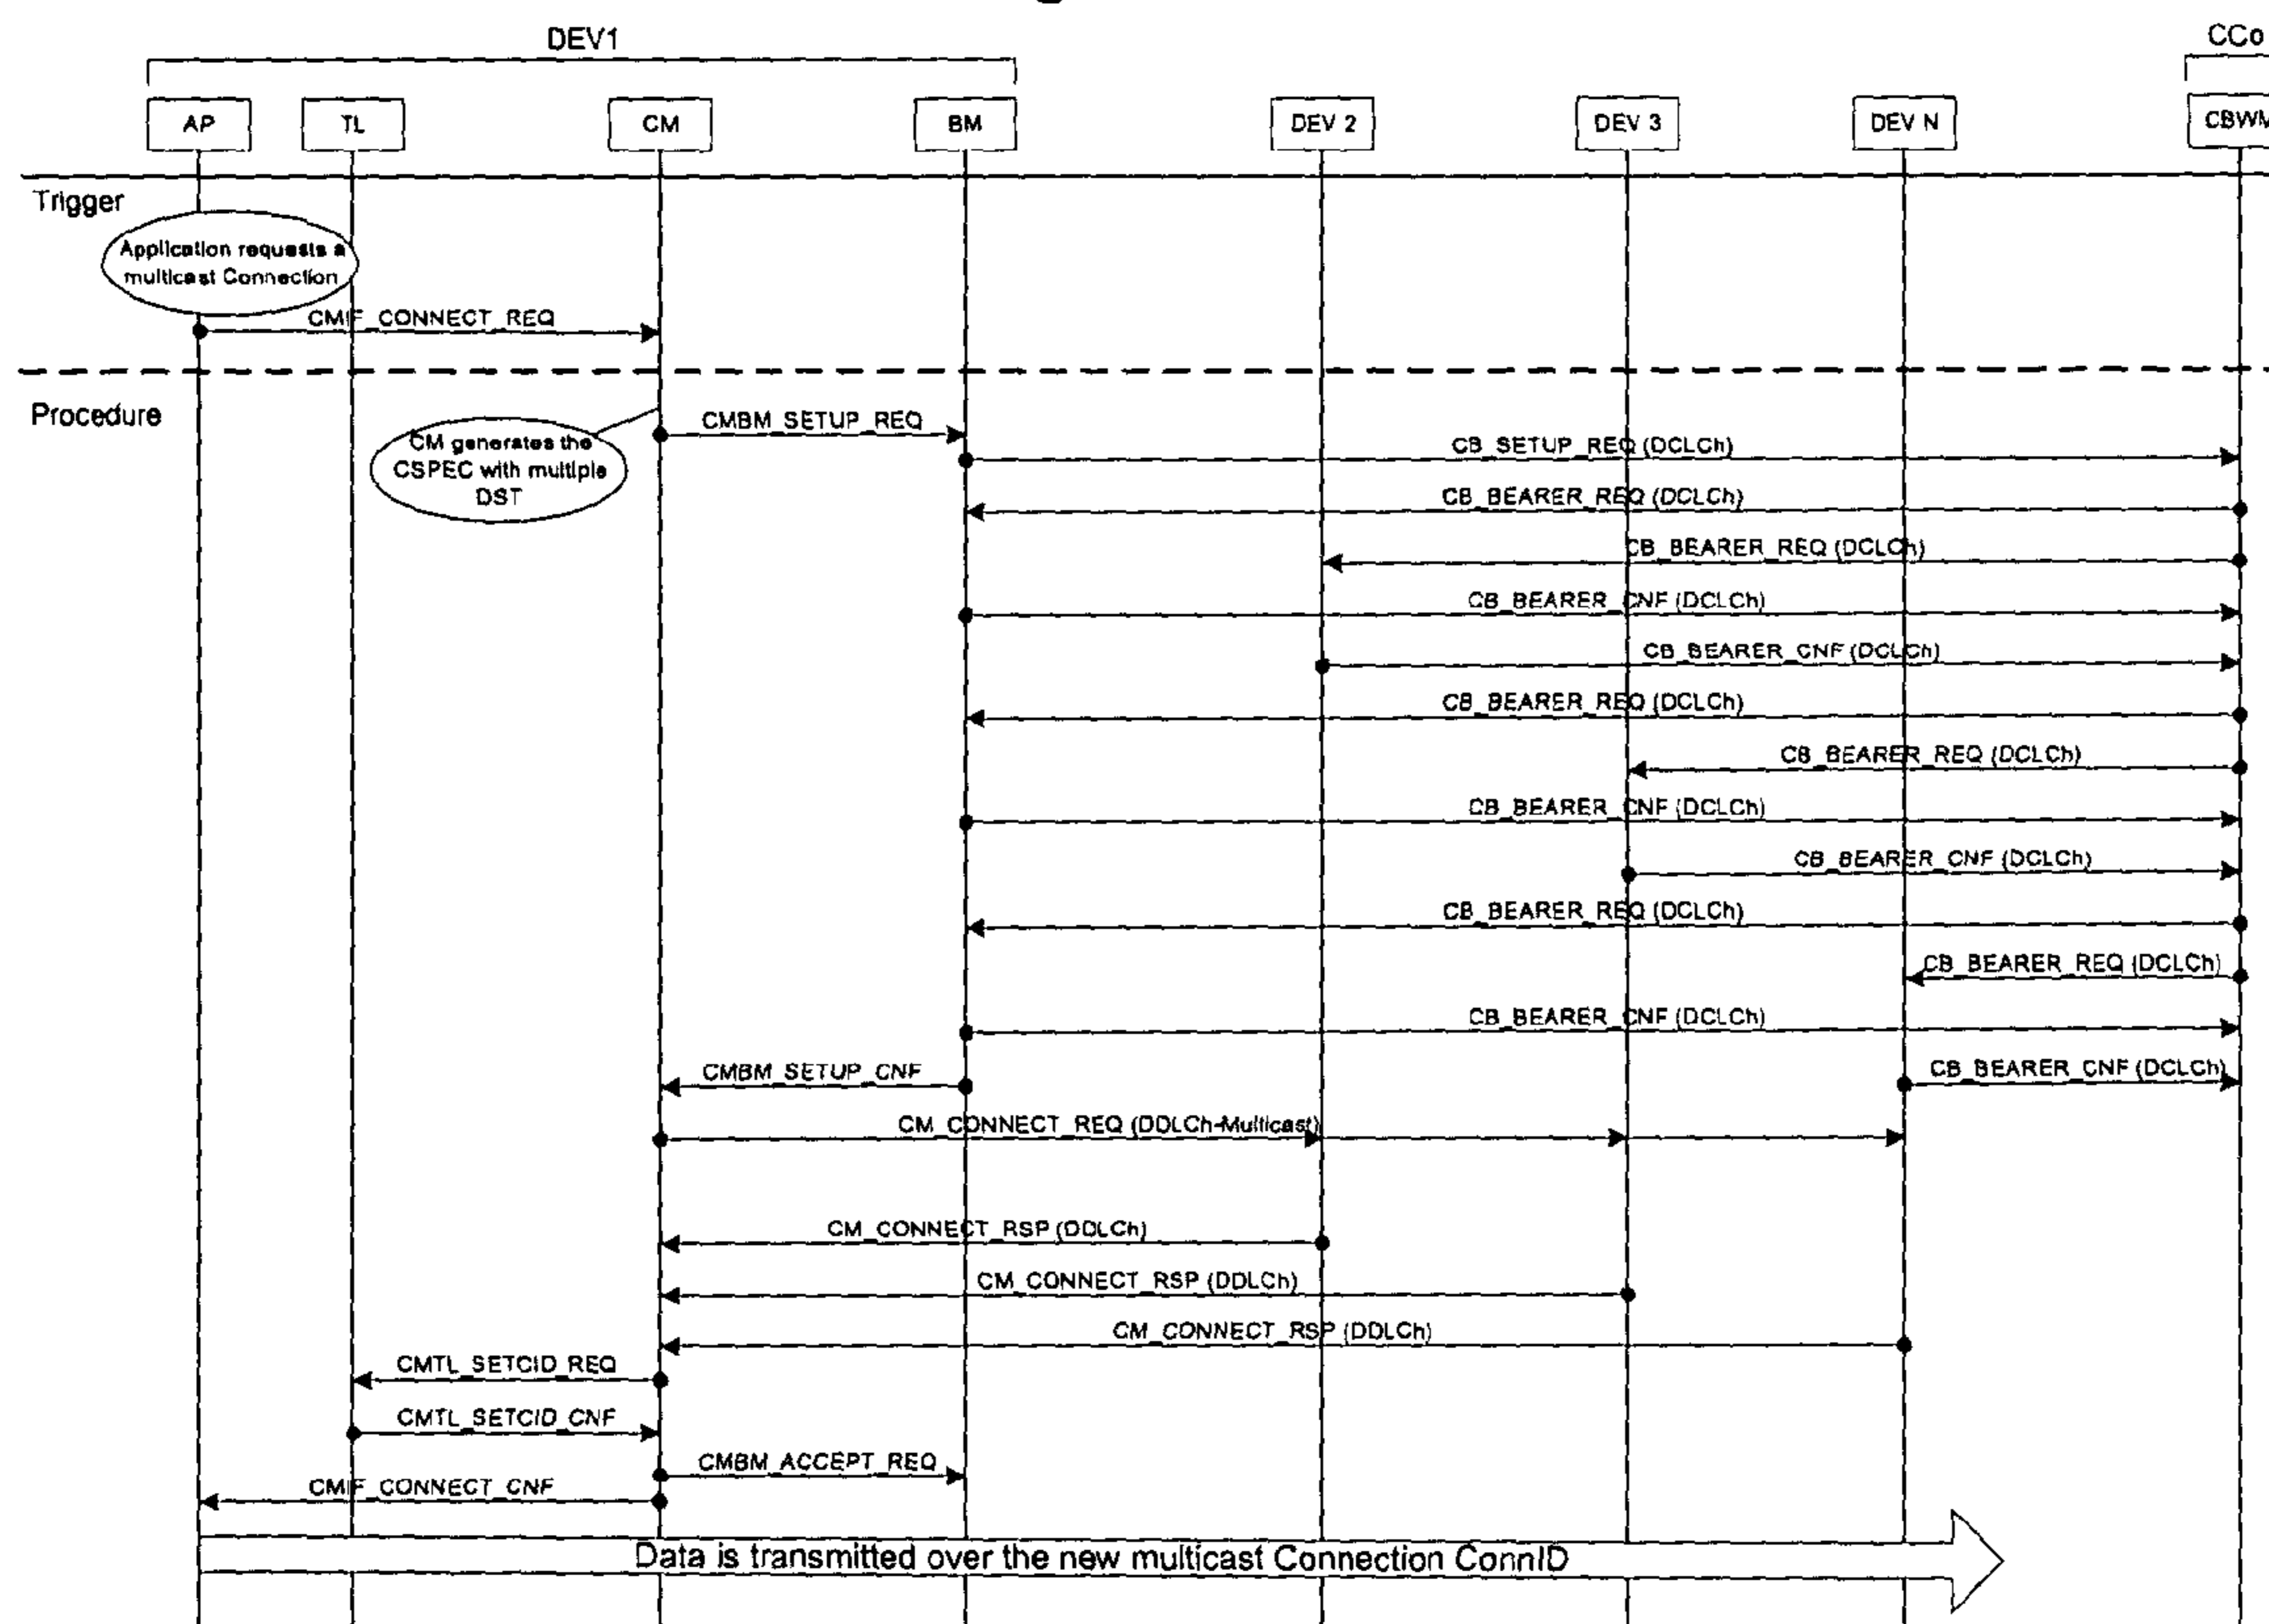 DEV1
CCo
AP
TL
CM
BM
DEV 2
DEV 3
DEV N
CBWM
Trigger
Application requests a
multicast Connection
CMIF_CONNECT_REQ
Procedure
CM generates the
CSPEC with multiple
DST
CMBM_SETUP_REQ
CB_SETUP_REQ (DCLCh)
CB_BEARER_REQ (DCLCh)
CB_BEARER_REQ (DCLCh)
CB_BEARER_CNF (DCLCh)
CB_BEARER_CNF (DCLCh)
CB_BEARER_REQ (DCLCh)
CB_BEARER_REQ (DCLCh)
CB_BEARER_CNF (DCLCh)
CB_BEARER_CNF (DCLCh)
CB_BEARER_REQ (DCLCh)
CB_BEARER_REQ (DCLCh)
CB_BEARER_CNF (DCLCh)
CMBM_SETUP_CNF
CB_BEARER_CNF (DCLCh)
CM_CONNECT_REQ (DDLCh-Multicast)
CM_CONNECT_RSP (DDLCh)
CM_CONNECT_RSP (DDLCh)
CM_CONNECT_RSP (DDLCh)
CMTL_SETCID_REQ
CMTL_SETCID_CNF
CMBM_ACCEPT_REQ
CMIF_CONNECT_CNF
Data is transmitted over the new multicast Connection ConnID